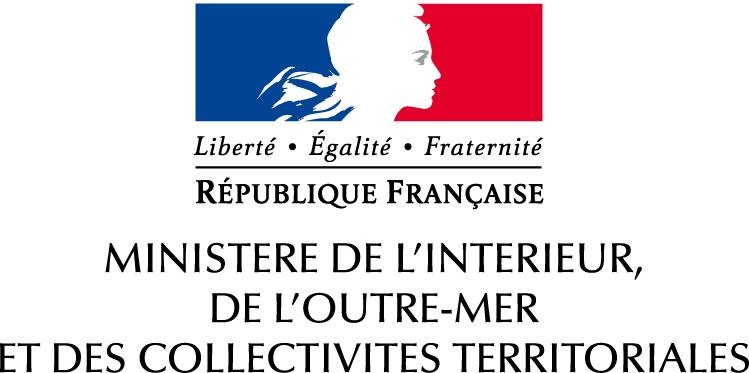 Liberté • Égalité • Fraternité
RÉPUBLIQUE FRANÇAISE
MINISTERE DE L'INTERIEUR,
DE L'OUTRE-MER
ET DES COLLECTIVITES TERRITORIALES